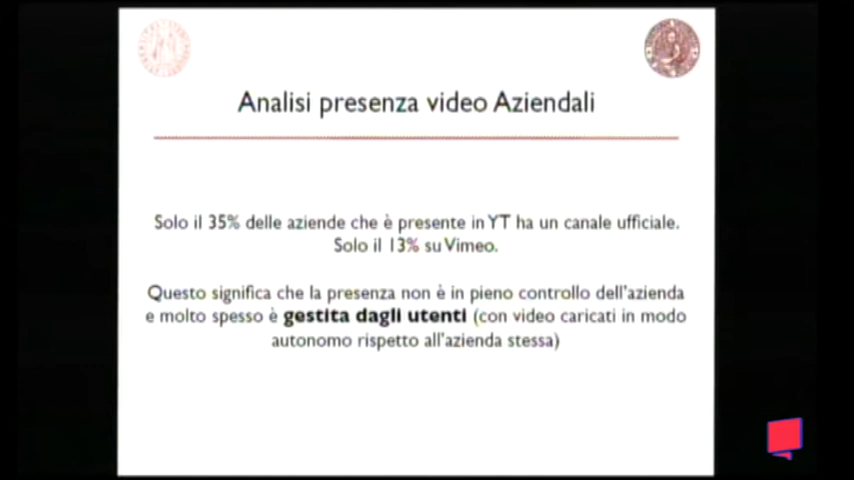 Analisi presenza video Aziendali
Solo il 35% delle aziende che è presente in YT ha un canale ufficiale.
Solo il 13% su Vimeo.
Questo significa che la presenza non è in pieno controllo dell'azienda
e molto spesso è gestita dagli utenti (con video caricati in modo
autonomo rispetto all'azienda stessa)